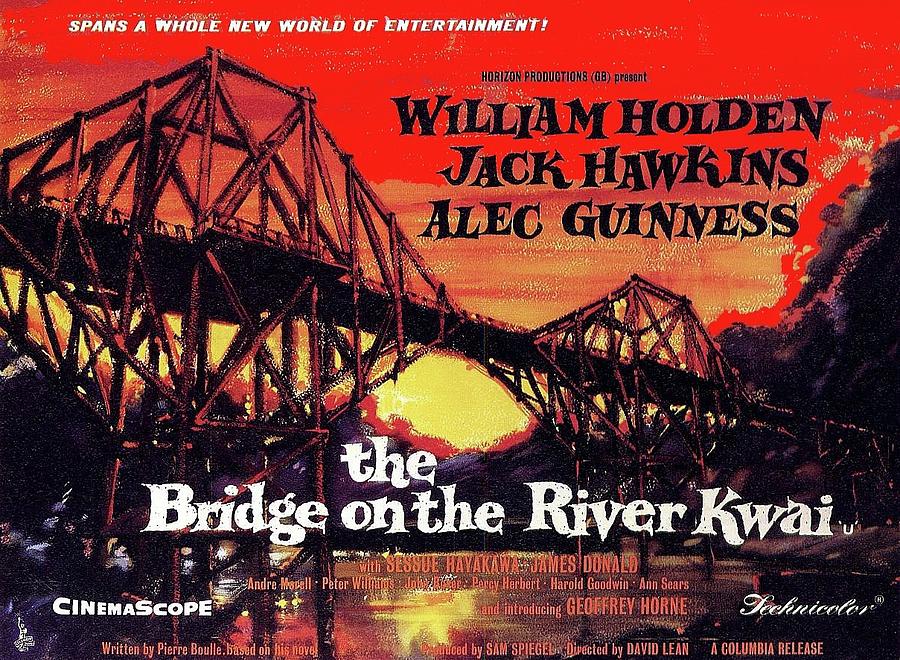 SPANS A WHOLE NEW WORLD OF ENTERTAINMENT!
HORIZON PRODUCTIONS (GB) present
WILLIAM HOLDEN
JACK HAWKINS
ALEC GUINNESS
the
Bridge on the River Kwai U
with SESSUE HAYAKAWA · JAMES DONALD
Andre Morell · Peter Williams · John Boxer · Percy Herbert · Harold Goodwin · Ann Sears
and introducing GEOFFREY HORNE
CINEMASCOPE
Technicolor®
Written by Pierre Boulle. based on his novel
Produced by SAM SPIEGEL Directed by DAVID LEAN A COLUMBIA RELEASE